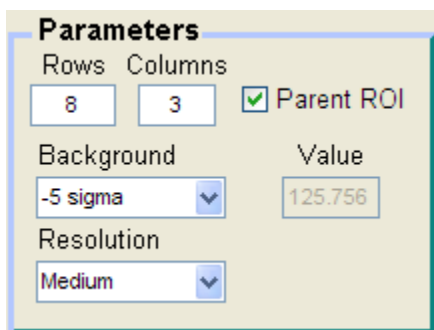 Parameters
Rows Columns
8 3 Parent ROI
Background Value
-5 sigma 125.756
Resolution
Medium